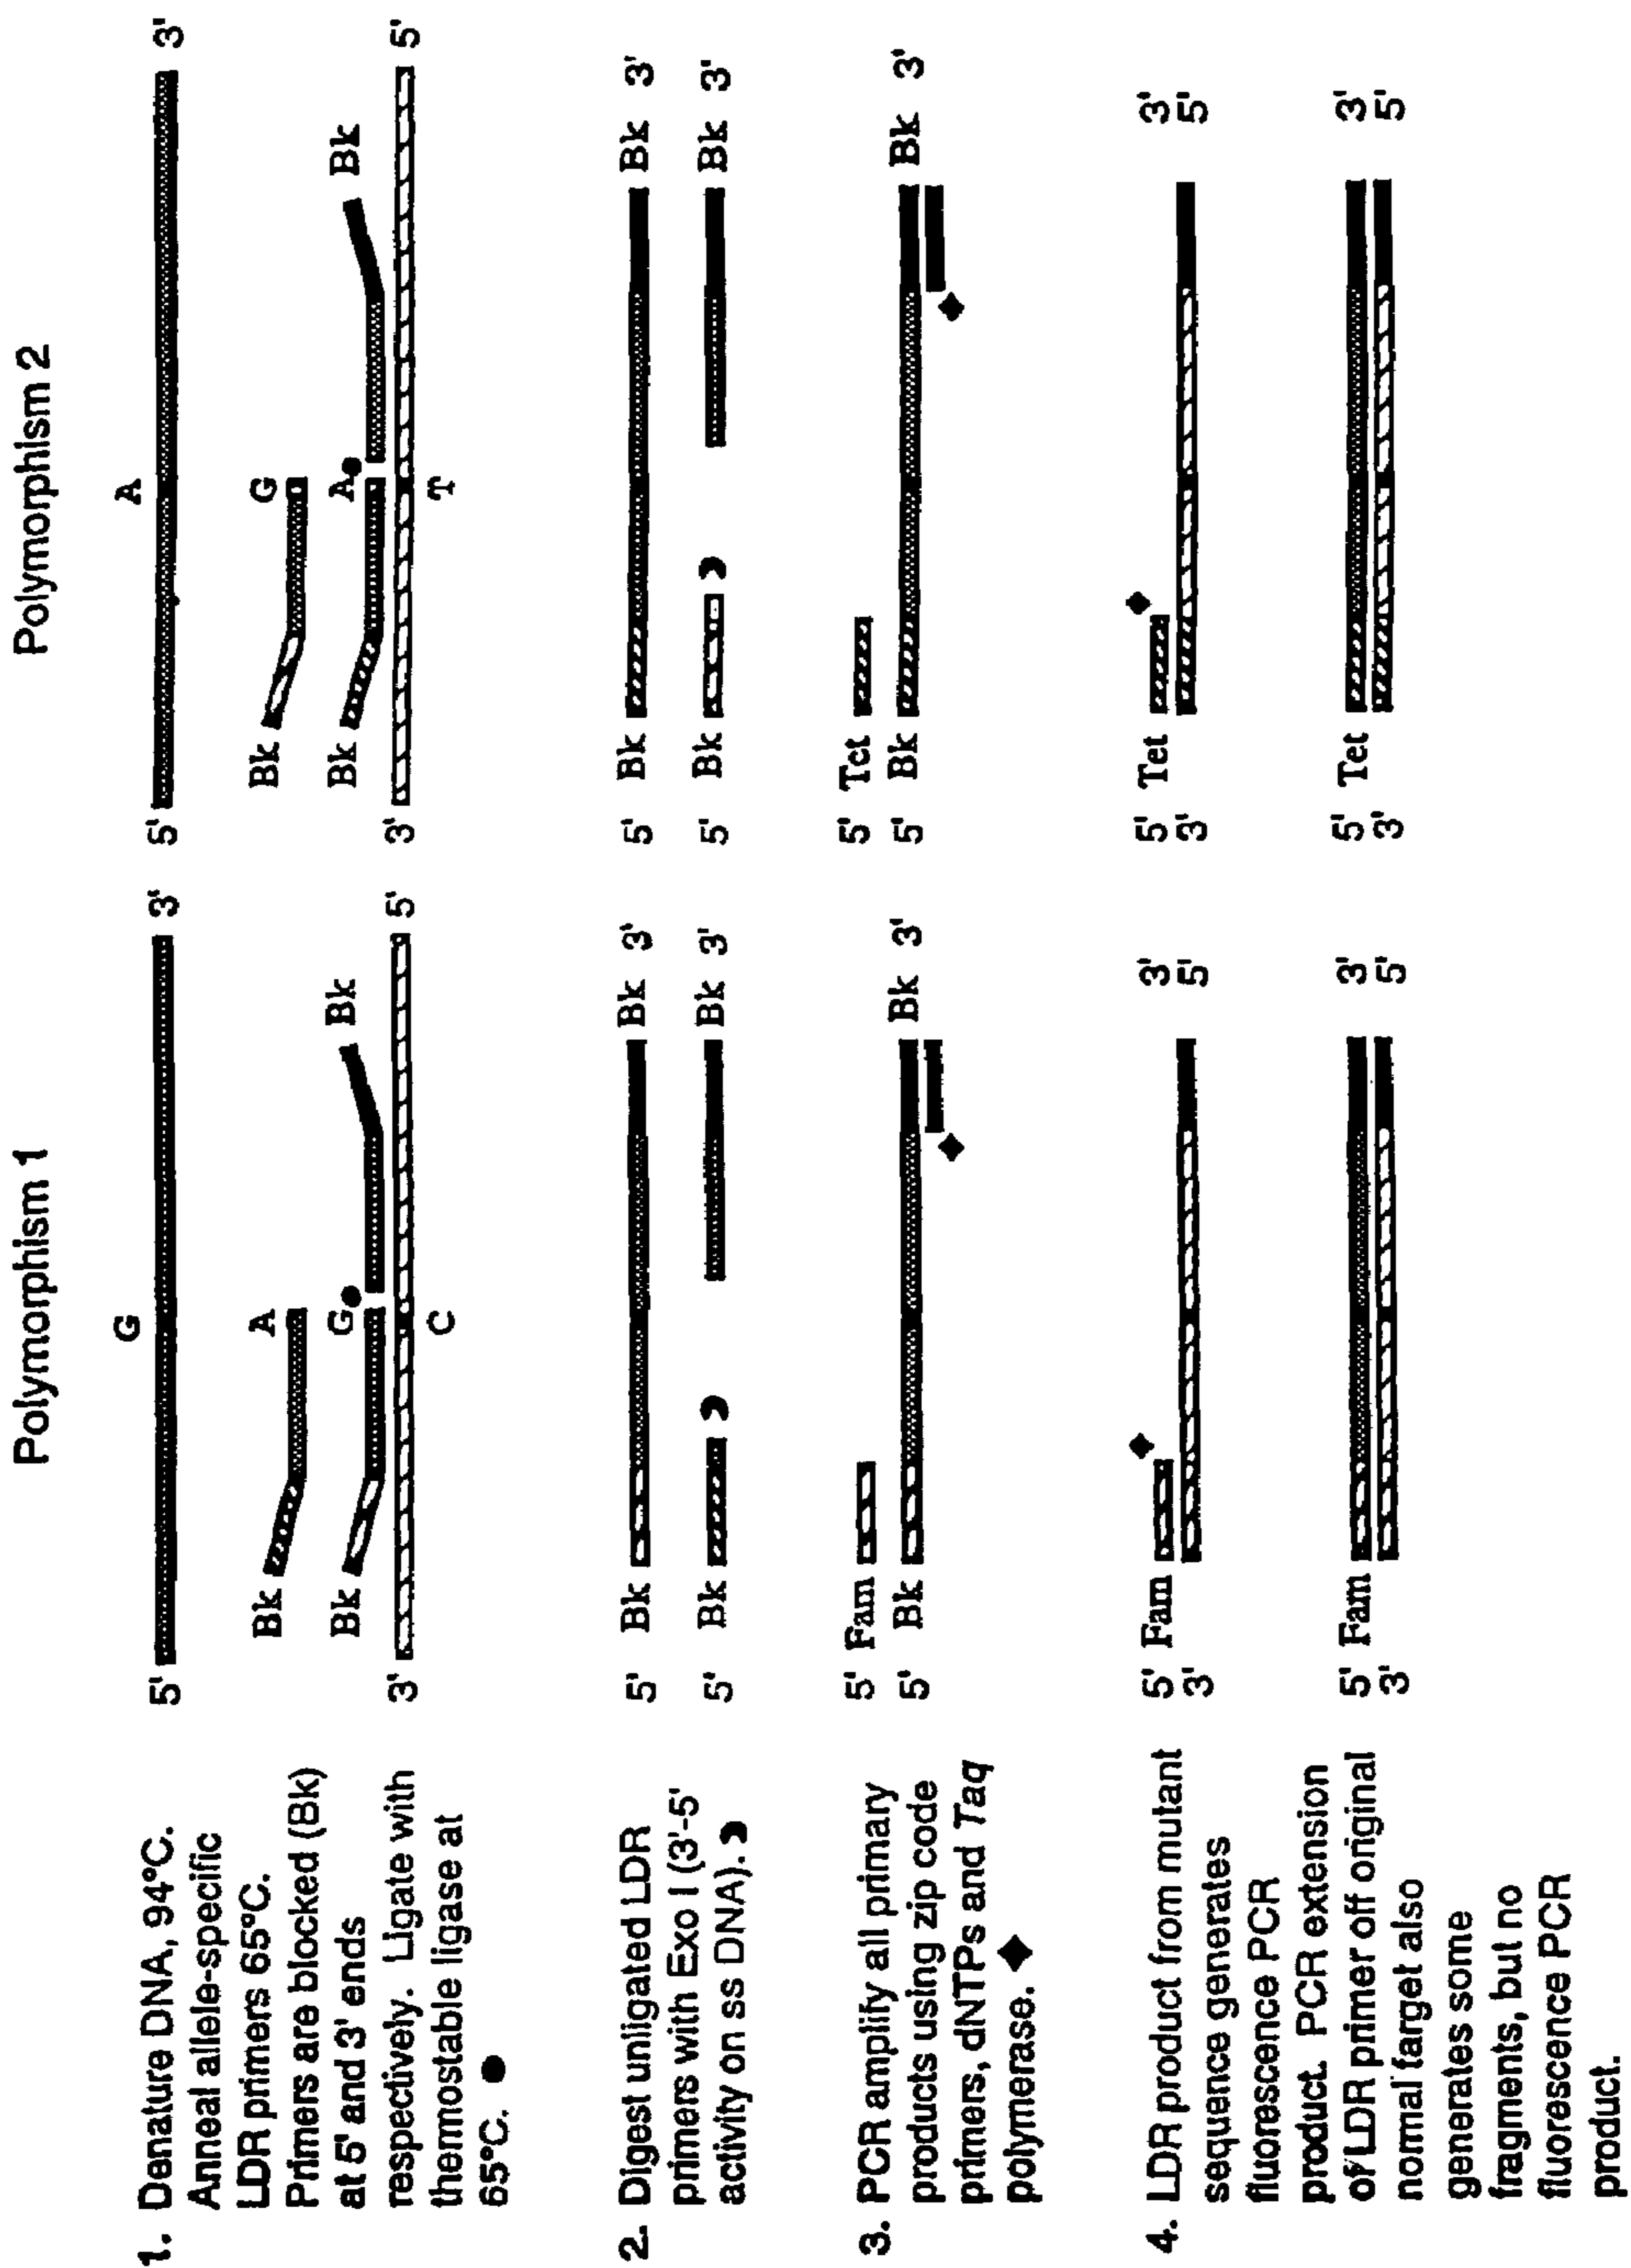 Polymorphism 1
Polymorphism 2
1. Denature DNA, 94°C.
Anneal allele-specific
LDR primers 65°C.
Primers are blocked (Bk)
at 5' and 3' ends
respectively. Ligate with
thermostable ligase at
65°C. ●
5' G 3'
Bk A
Bk G Bk
3' C 5'
5' A 3'
Bk G
Bk A Bk
3' T 5'
2. Digest unligated LDR
primers with Exo I (3'-5'
activity on ss DNA).
5' Bk Bk 3'
5' Bk Bk 3'
5' Bk Bk 3'
5' Bk Bk 3'
3. PCR amplify all primary
products using zip code
primers, dNTPs and Taq
polymerase. ◆
5' Fam
5' Bk Bk 3'
5' Tet
5' Bk Bk 3'
4. LDR product from mutant
sequence generates
fluorescence PCR
product. PCR extension
of LDR primer off original
normal target also
generates some
fragments, but no
fluorescence PCR
product.
5' Fam 3'
3' 5'
5' Fam 3'
3' 5'
5' Tet 3'
3' 5'
5' Tet 3'
3' 5'